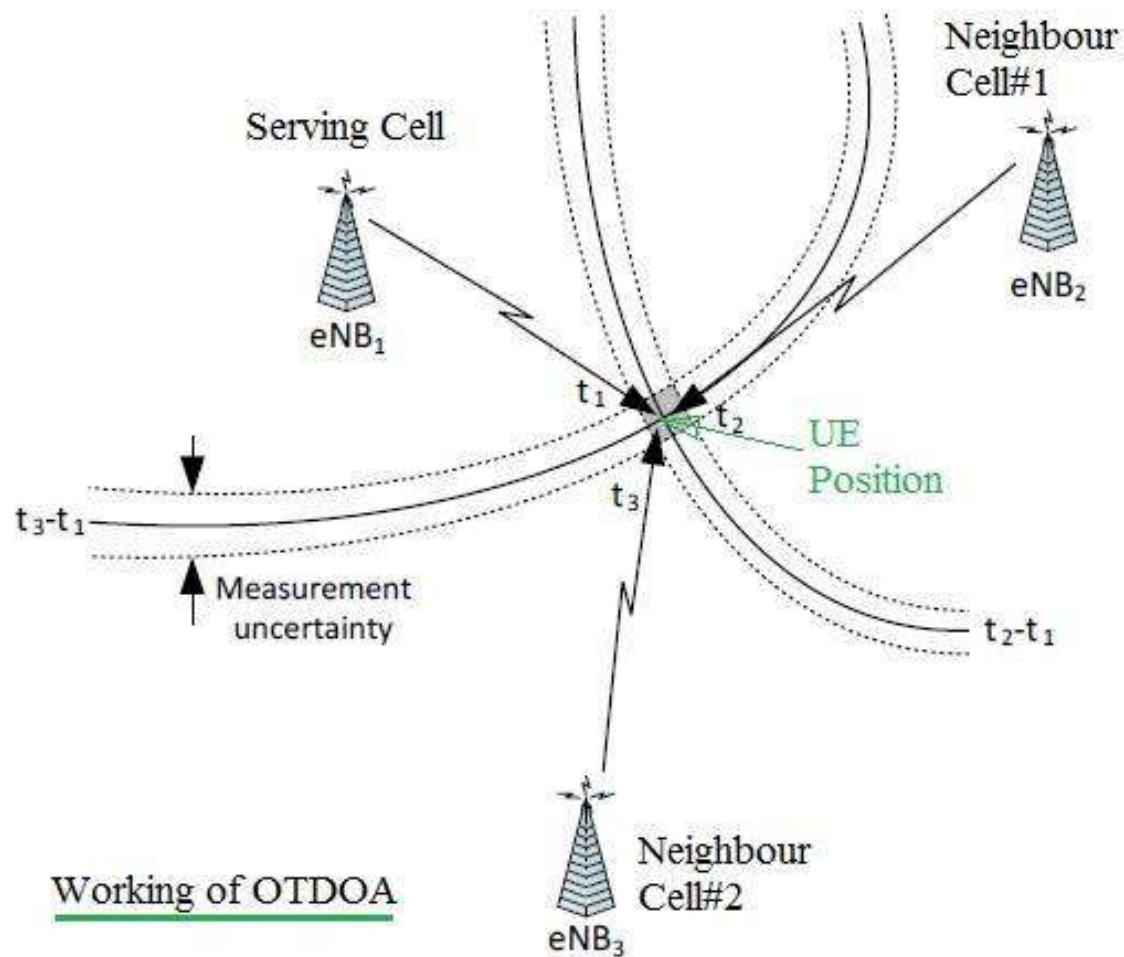 Neighbour
Cell#1
Serving Cell
eNB₁
eNB₂
t₁
t₂
UE
Position
t₃
t₃-t₁
Measurement
uncertainty
t₂-t₁
Neighbour
Cell#2
Working of OTDOA
eNB₃